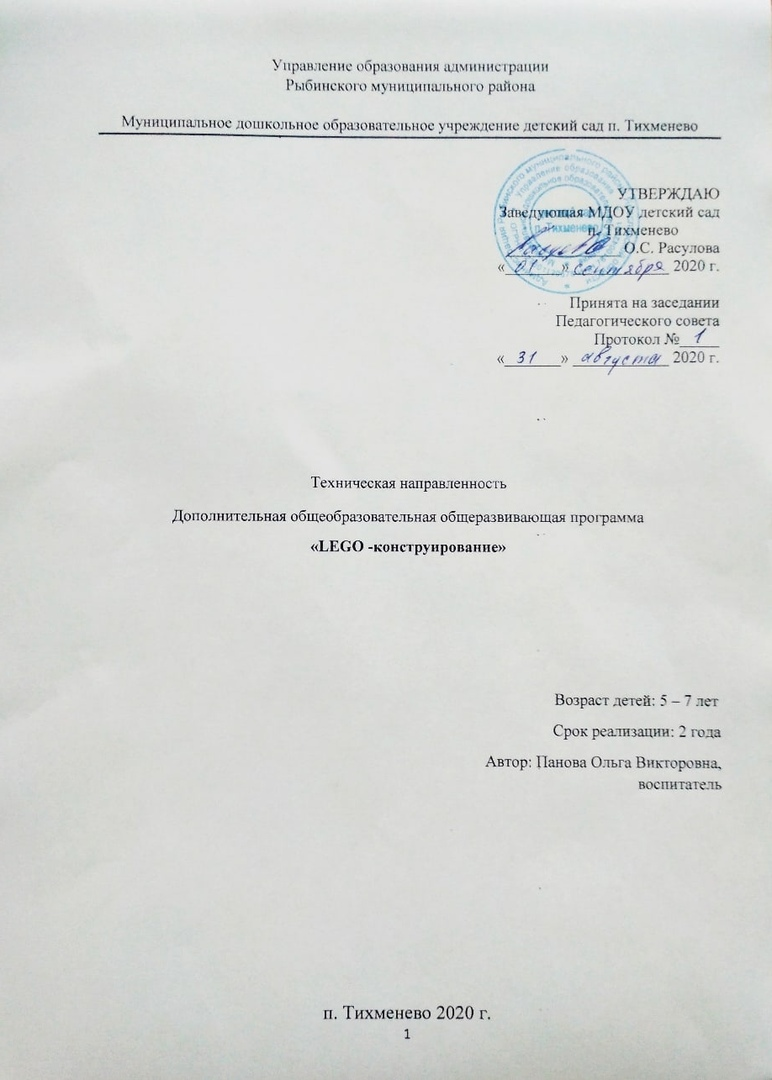 Управление образования администрации
Рыбинского муниципального района
Муниципальное дошкольное образовательное учреждение детский сад п. Тихменево
УТВЕРЖДАЮ
Заведующая МДОУ детский сад
п. Тихменево
О.С. Расулова
« 01 » сентября 2020 г.
Принята на заседании
Педагогического совета
Протокол № 1
« 31 » августа 2020 г.
Техническая направленность
Дополнительная общеобразовательная общеразвивающая программа
«LEGO -конструирование»
Возраст детей: 5 – 7 лет
Срок реализации: 2 года
Автор: Панова Ольга Викторовна,
воспитатель
п. Тихменево 2020 г.
1